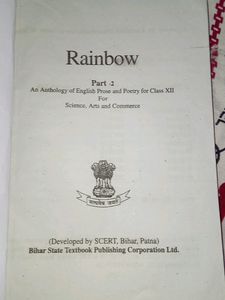 Rainbow
Part -2
An Anthology of English Prose and Poetry for Class XII
For
Science, Arts and Commerce
सत्यमेव जयते
(Developed by SCERT, Bihar, Patna)
Bihar State Textbook Publishing Corporation Ltd.